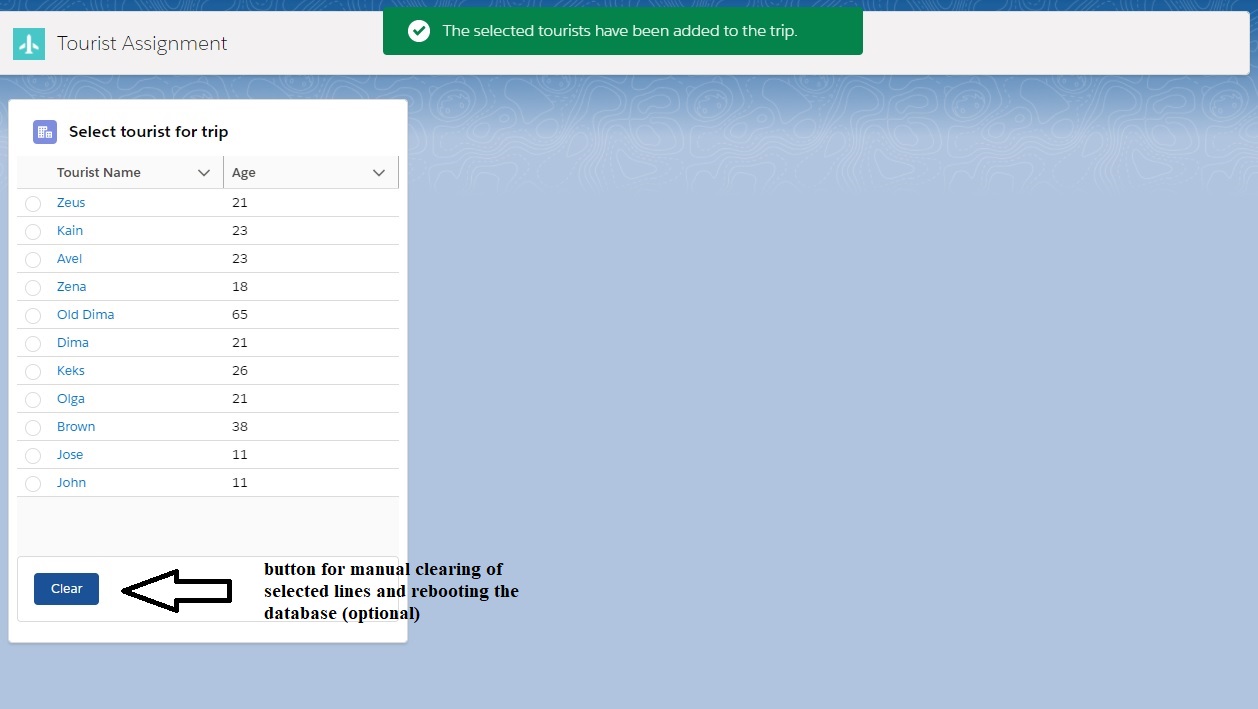 The selected tourists have been added to the trip.
Tourist Assignment
Select tourist for trip
Tourist Name Age
Zeus 21
Kain 23
Avel 23
Zena 18
Old Dima 65
Dima 21
Keks 26
Olga 21
Brown 38
Jose 11
John 11
Clear
button for manual clearing of
selected lines and rebooting the
database (optional)